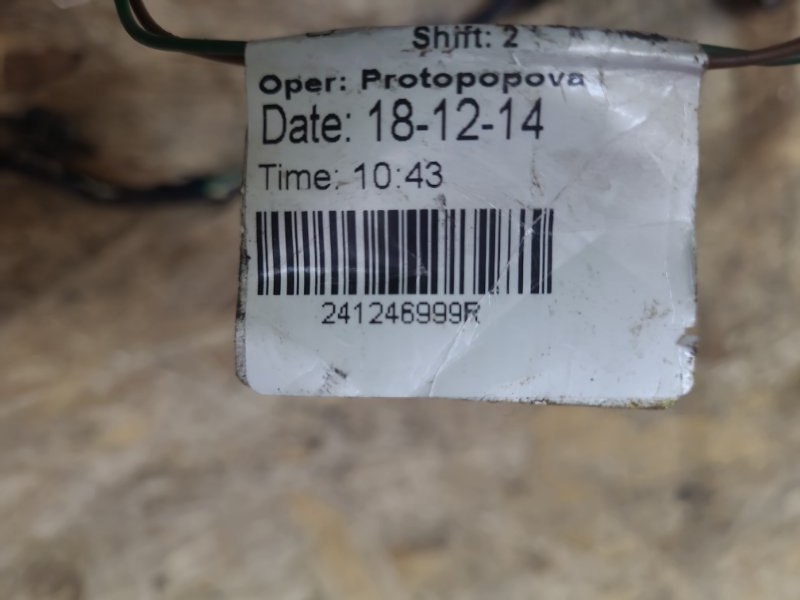 Shift: 2
Oper: Protopopova
Date: 18-12-14
Time: 10:43
241246999R